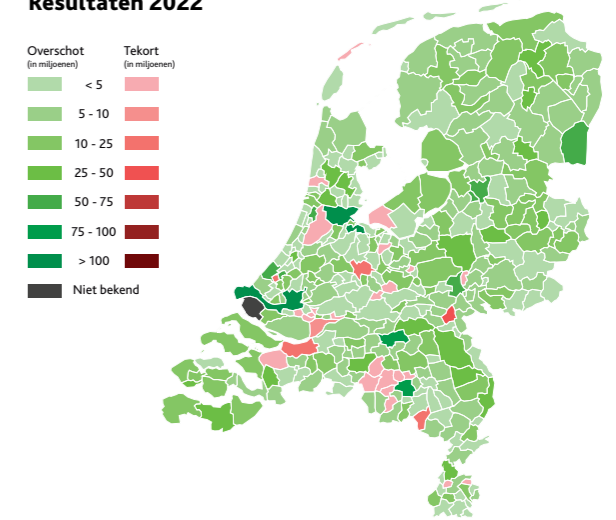 Resultaten 2022
Overschot Tekort
(in miljoenen) (in miljoenen)
< 5
5 - 10
10 - 25
25 - 50
50 - 75
75 - 100
> 100
Niet bekend